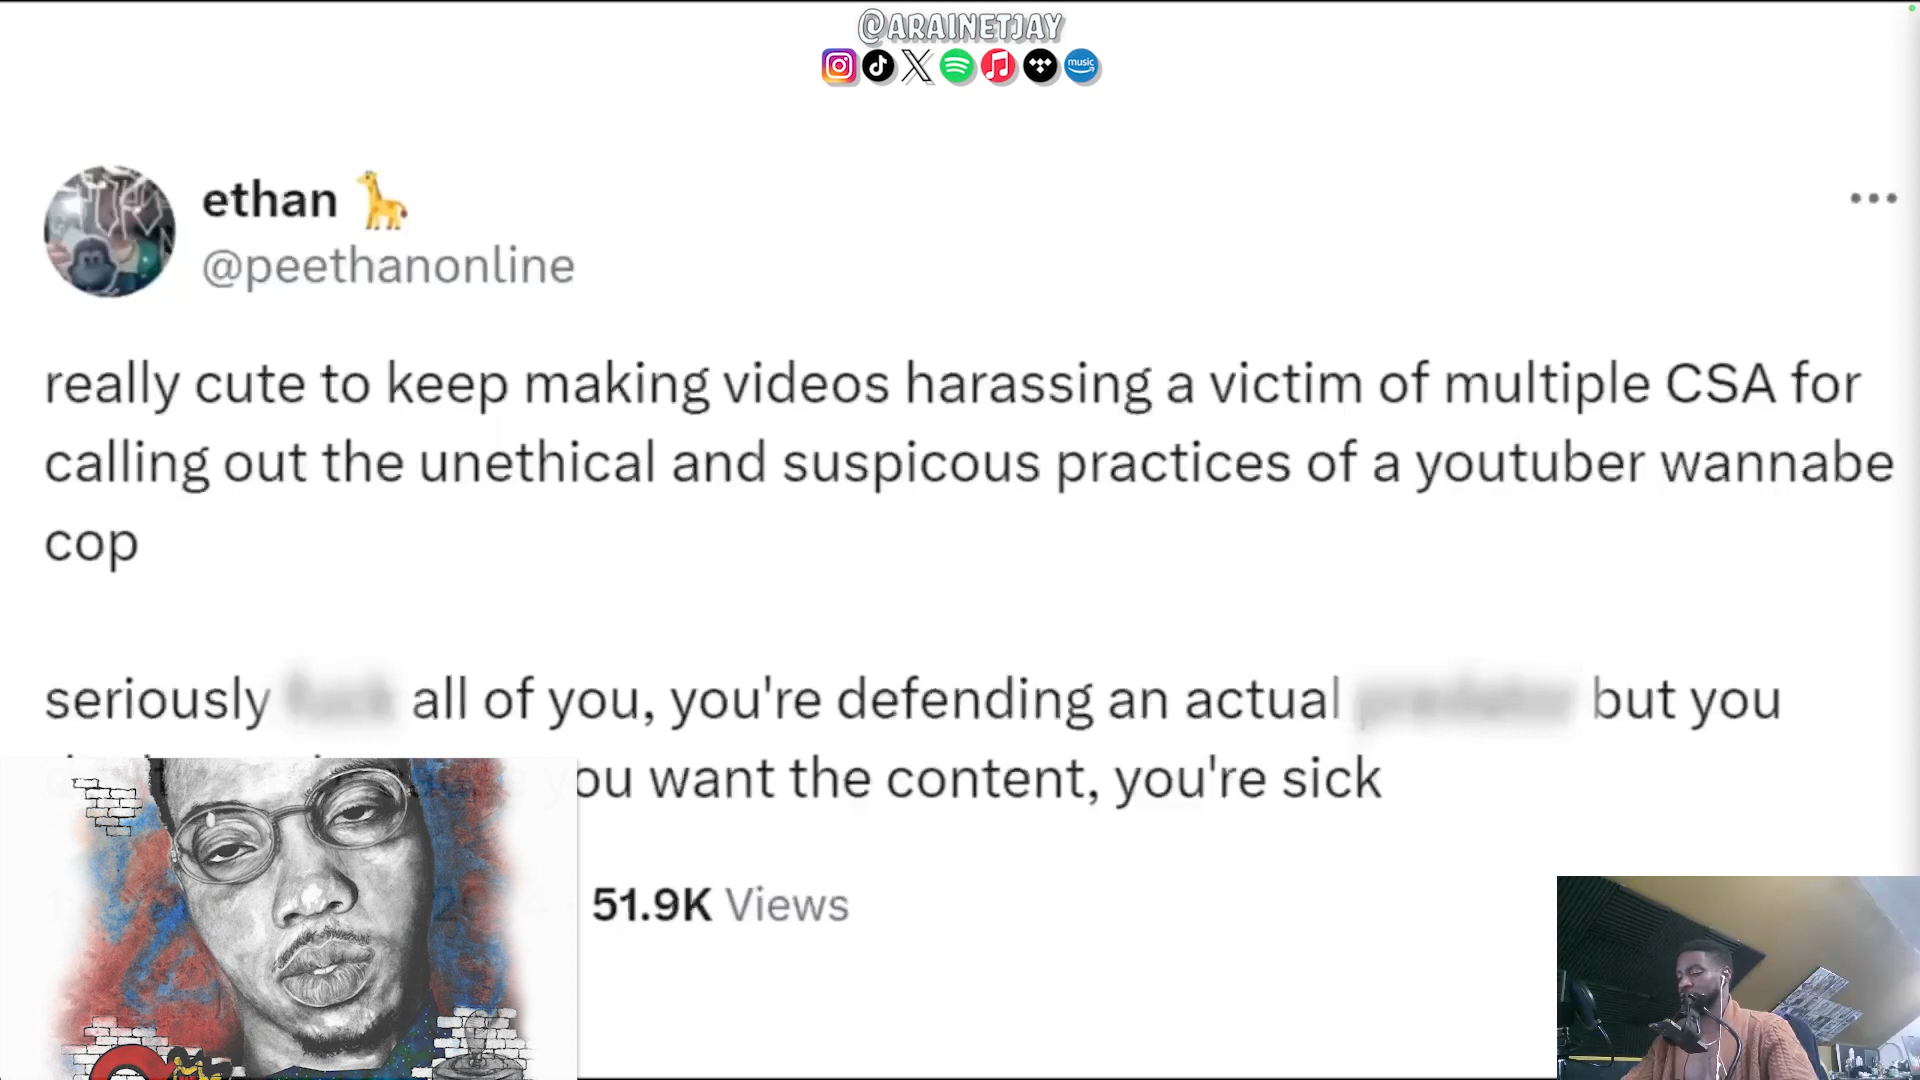 @ARAINETJAY
music
ethan
@peethanonline
really cute to keep making videos harassing a victim of multiple CSA for
calling out the unethical and suspicous practices of a youtuber wannabe
cop
seriously all of you, you're defending an actual but you
you want the content, you're sick
51.9K Views